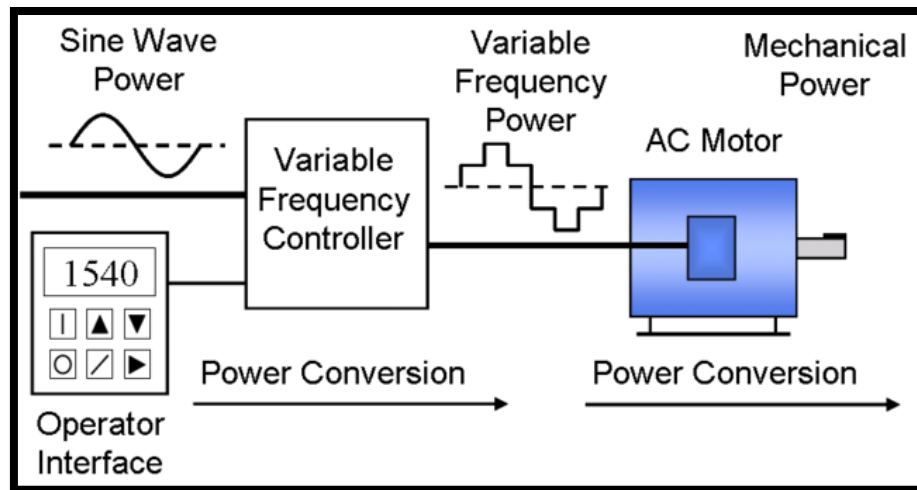 Sine Wave
Power
Variable
Frequency
Power
Mechanical
Power
AC Motor
Variable
Frequency
Controller
1540
Power Conversion
Power Conversion
Operator
Interface